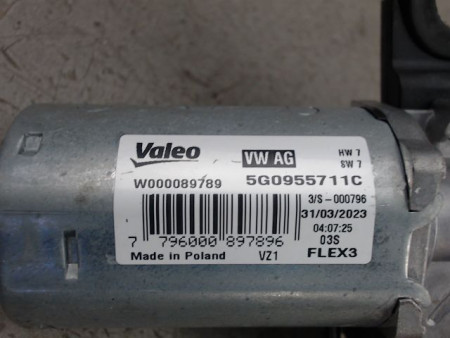 Valeo VW AG HW 7
SW 7
W000089789 5G0955711C
3/S-000796
31/03/2023
04:07:25
7 796000 897896 03S
Made in Poland VZ1 FLEX3